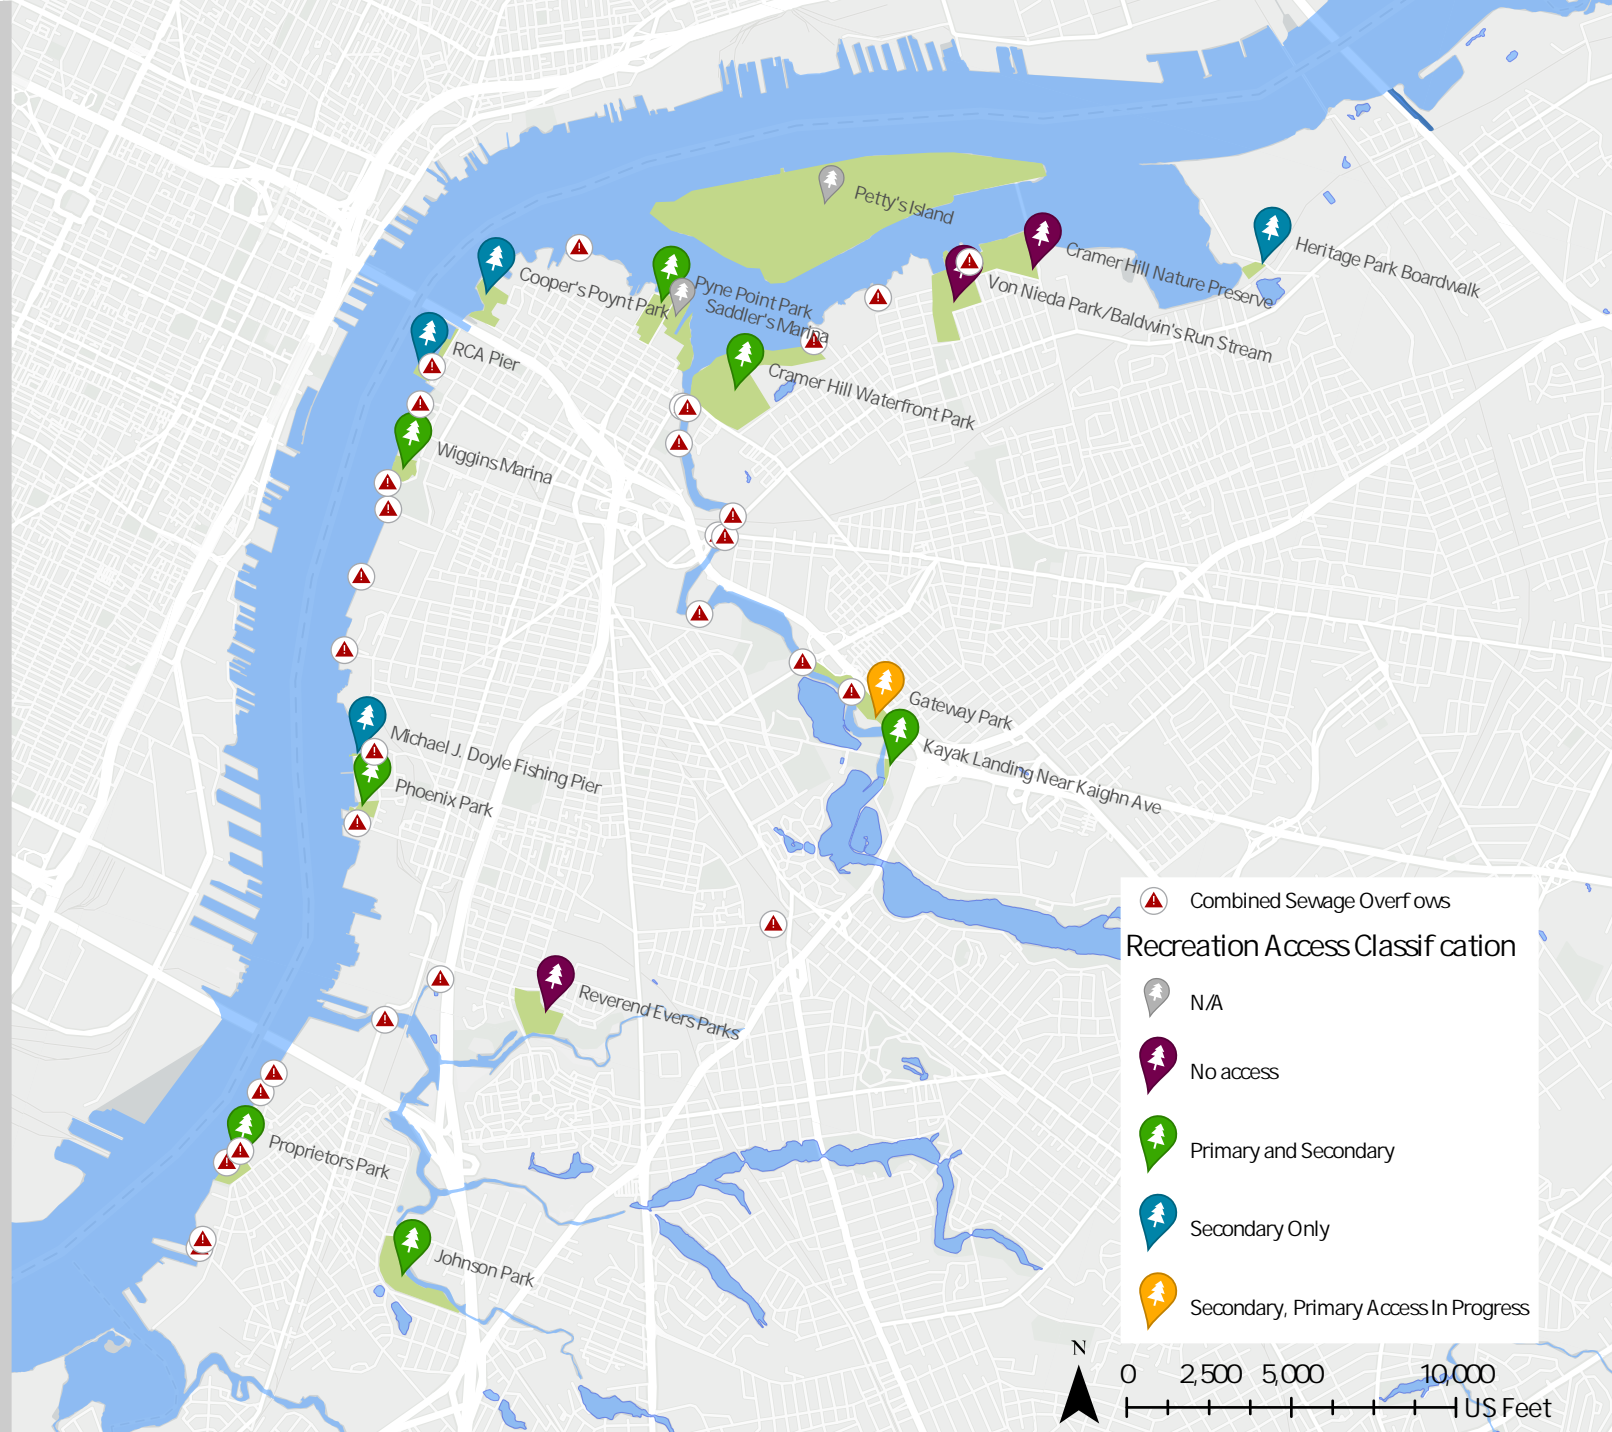 Petty's Island
Cramer Hill Nature Preserve
Heritage Park Boardwalk
Cooper's Poynt Park
Pyne Point Park
Saddler's Marina
Von Nieda Park/Baldwin's Run Stream
RCA Pier
Cramer Hill Waterfront Park
Wiggins Marina
Gateway Park
Kayak Landing Near Kaighn Ave
Michael J. Doyle Fishing Pier
Phoenix Park
Reverend Evers Parks
Proprietors Park
Johnson Park
Combined Sewage Overf ows
Recreation Access Classif cation
N/A
No access
Primary and Secondary
Secondary Only
Secondary, Primary Access In Progress
N
0 2,500 5,000 10,000
US Feet